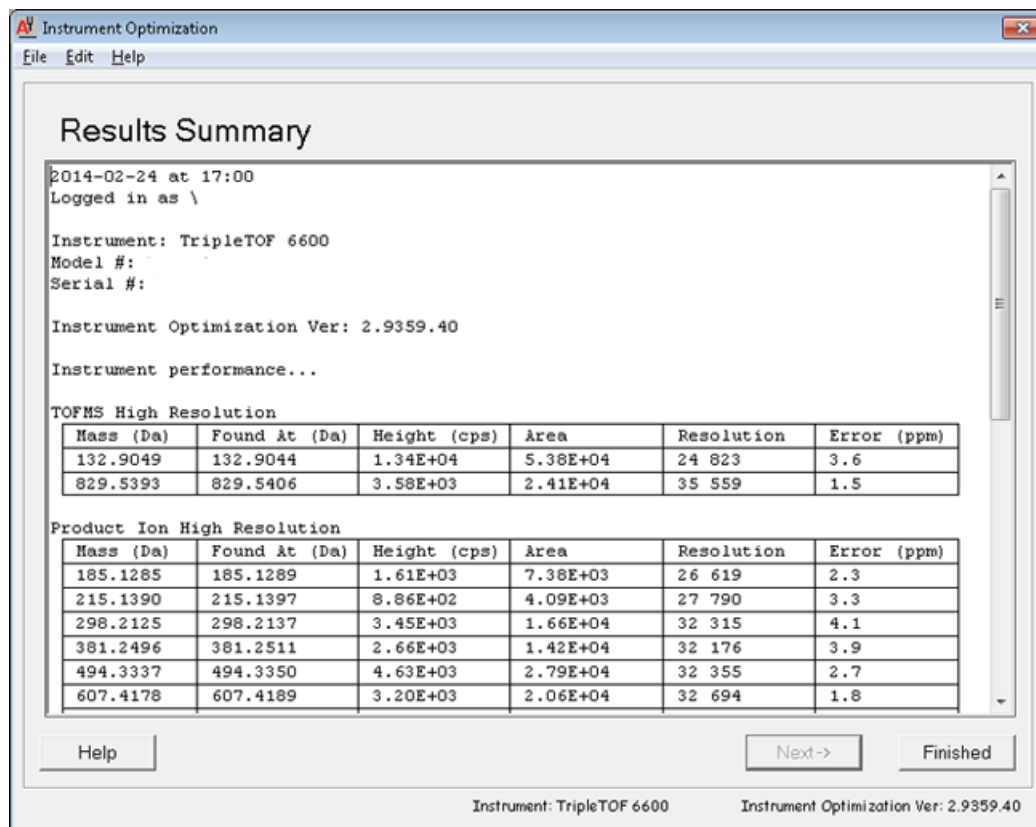 Instrument Optimization
File Edit Help
Results Summary
2014-02-24 at 17:00
Logged in as \
Instrument: TripleTOF 6600
Model #:
Serial #:
Instrument Optimization Ver: 2.9359.40
Instrument performance...
TOFMS High Resolution
Mass (Da) Found At (Da) Height (cps) Area Resolution Error (ppm)
132.9049 132.9044 1.34E+04 5.38E+04 24 823 3.6
829.5393 829.5406 3.58E+03 2.41E+04 35 559 1.5
Product Ion High Resolution
Mass (Da) Found At (Da) Height (cps) Area Resolution Error (ppm)
185.1285 185.1289 1.61E+03 7.38E+03 26 619 2.3
215.1390 215.1397 8.86E+02 4.09E+03 27 790 3.3
298.2125 298.2137 3.45E+03 1.66E+04 32 315 4.1
381.2496 381.2511 2.66E+03 1.42E+04 32 176 3.9
494.3337 494.3350 4.63E+03 2.79E+04 32 355 2.7
607.4178 607.4189 3.20E+03 2.06E+04 32 694 1.8
Help Next-> Finished
Instrument: TripleTOF 6600 Instrument Optimization Ver: 2.9359.40